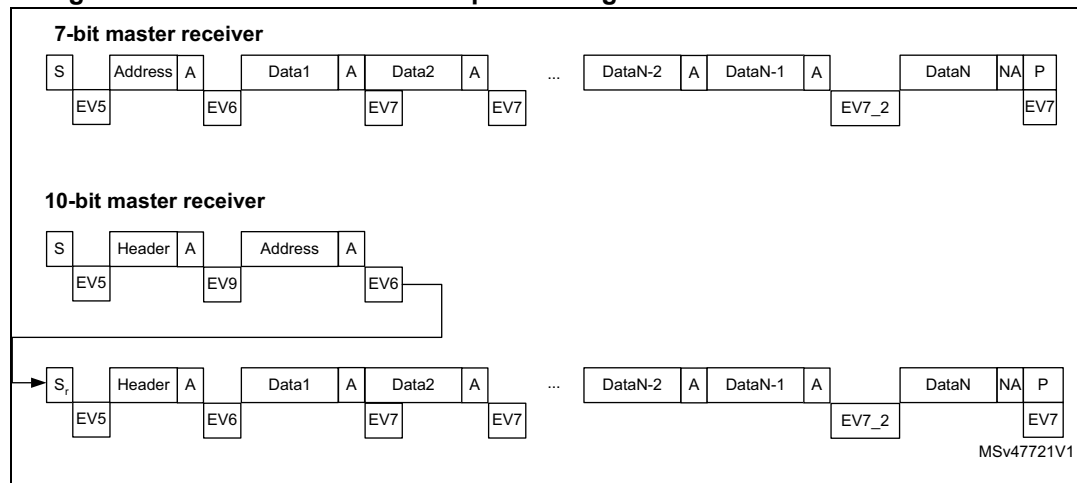 7-bit master receiver
S Address A Data1 A Data2 A ... DataN-2 A DataN-1 A DataN NA P
EV5 EV6 EV7 EV7 EV7_2 EV7
10-bit master receiver
S Header A Address A
EV5 EV9 EV6
Sr Header A Data1 A Data2 A ... DataN-2 A DataN-1 A DataN NA P
EV5 EV6 EV7 EV7 EV7_2 EV7
MSv47721V1